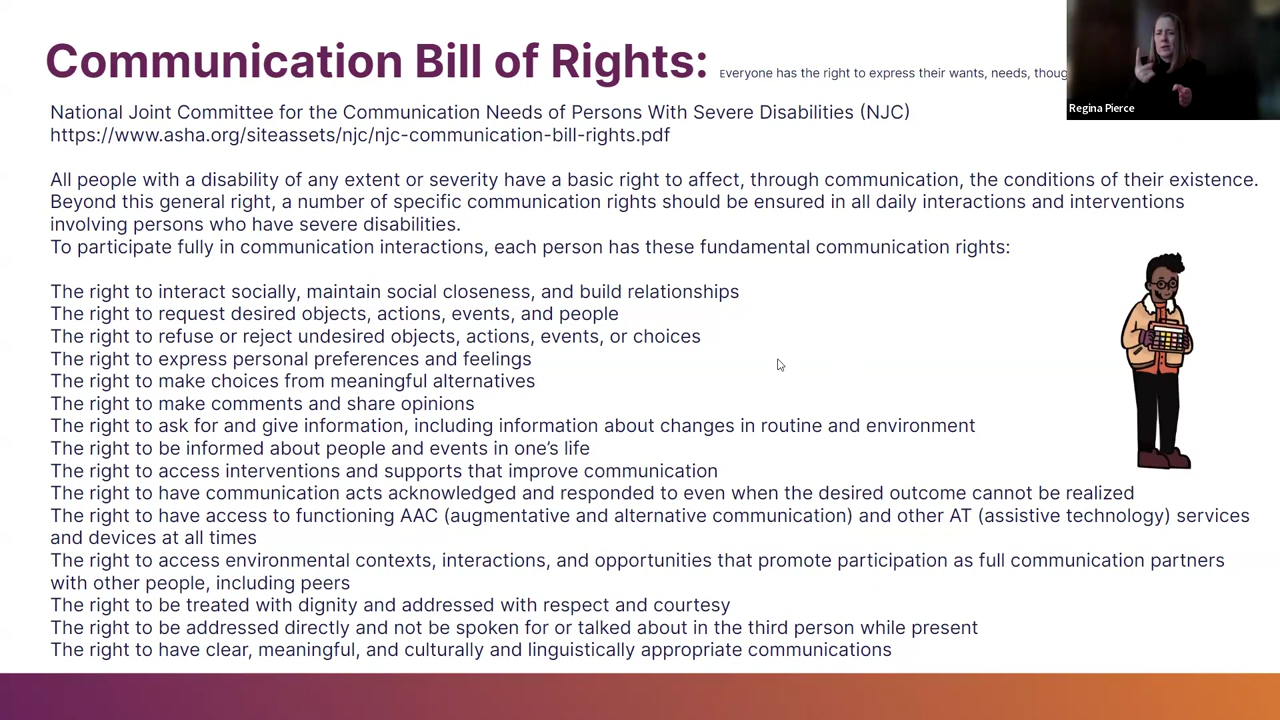 Communication Bill of Rights: Everyone has the right to express their wants, needs,
Regina Pierce
National Joint Committee for the Communication Needs of Persons With Severe Disabilities (NJC)
https://www.asha.org/siteassets/njc/njc-communication-bill-rights.pdf
All people with a disability of any extent or severity have a basic right to affect, through communication, the conditions of their existence.
Beyond this general right, a number of specific communication rights should be ensured in all daily interactions and interventions
involving persons who have severe disabilities.
To participate fully in communication interactions, each person has these fundamental communication rights:
The right to interact socially, maintain social closeness, and build relationships
The right to request desired objects, actions, events, and people
The right to refuse or reject undesired objects, actions, events, or choices
The right to express personal preferences and feelings
The right to make choices from meaningful alternatives
The right to make comments and share opinions
The right to ask for and give information, including information about changes in routine and environment
The right to be informed about people and events in one’s life
The right to access interventions and supports that improve communication
The right to have communication acts acknowledged and responded to even when the desired outcome cannot be realized
The right to have access to functioning AAC (augmentative and alternative communication) and other AT (assistive technology) services
and devices at all times
The right to access environmental contexts, interactions, and opportunities that promote participation as full communication partners
with other people, including peers
The right to be treated with dignity and addressed with respect and courtesy
The right to be addressed directly and not be spoken for or talked about in the third person while present
The right to have clear, meaningful, and culturally and linguistically appropriate communications